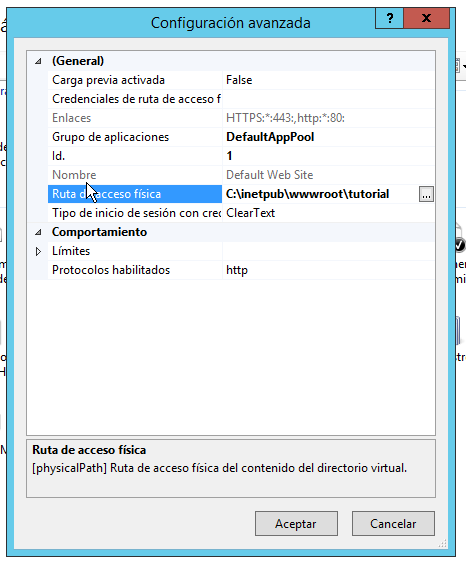 Configuración avanzada
?
x
(General)
Carga previa activada False
Credenciales de ruta de acceso f
Enlaces HTTPS:*:443:,http:*:80:
Grupo de aplicaciones DefaultAppPool
Id. 1
Nombre Default Web Site
Ruta de acceso física C:\inetpub\wwwroot\tutorial ...
Tipo de inicio de sesión con cred ClearText
Comportamiento
Límites
Protocolos habilitados http
Ruta de acceso física
[physicalPath] Ruta de acceso física del contenido del directorio virtual.
Aceptar Cancelar